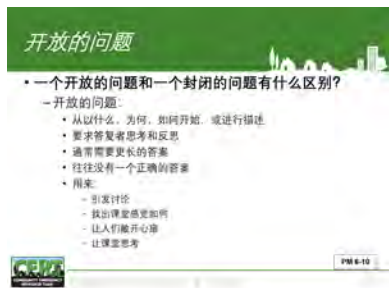 开放的问题
• 一个开放的问题和一个封闭的问题有什么区别?
–开放的问题:
• 从以什么、为何、如何开始，或进行描述
• 要求答复者思考和反思
• 通常需要更长的答案
• 往往没有一个正确的答案
• 用来:
– 引发讨论
– 找出课堂感觉如何
– 让人们敞开心扉
– 让课堂思考
CERT
PM 6-10